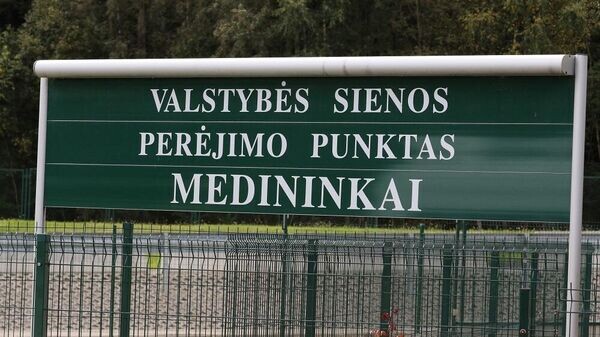 VALSTYBĖS SIENOS
PERĖJIMO PUNKTAS
MEDININKAI